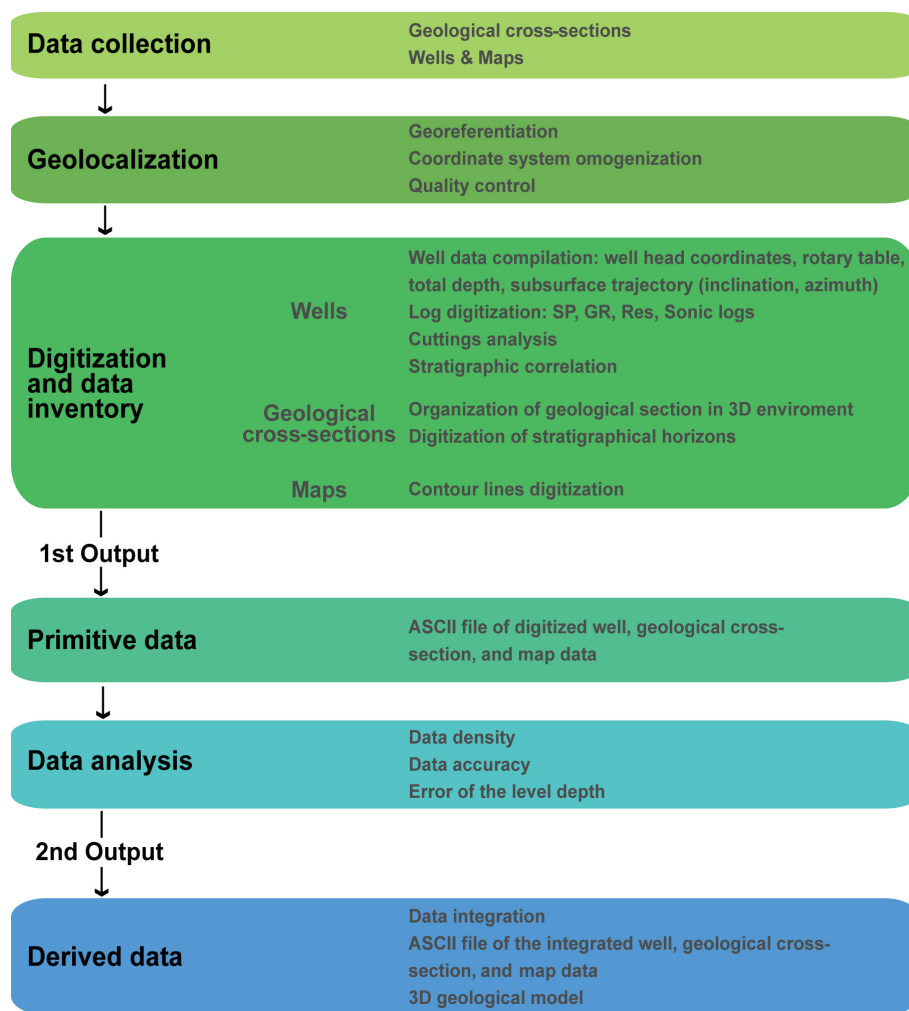 Data collection
Geological cross-sections
Wells & Maps
Geolocalization
Georeferentiation
Coordinate system omogenization
Quality control
Digitization
and data
inventory
Wells
Well data compilation: well head coordinates, rotary table,
total depth, subsurface trajectory (inclination, azimuth)
Log digitization: SP, GR, Res, Sonic logs
Cuttings analysis
Stratigraphic correlation
Geological
cross-sections
Organization of geological section in 3D enviroment
Digitization of stratigraphical horizons
Maps
Contour lines digitization
1st Output
Primitive data
ASCII file of digitized well, geological cross-
section, and map data
Data analysis
Data density
Data accuracy
Error of the level depth
2nd Output
Derived data
Data integration
ASCII file of the integrated well, geological cross-
section, and map data
3D geological model